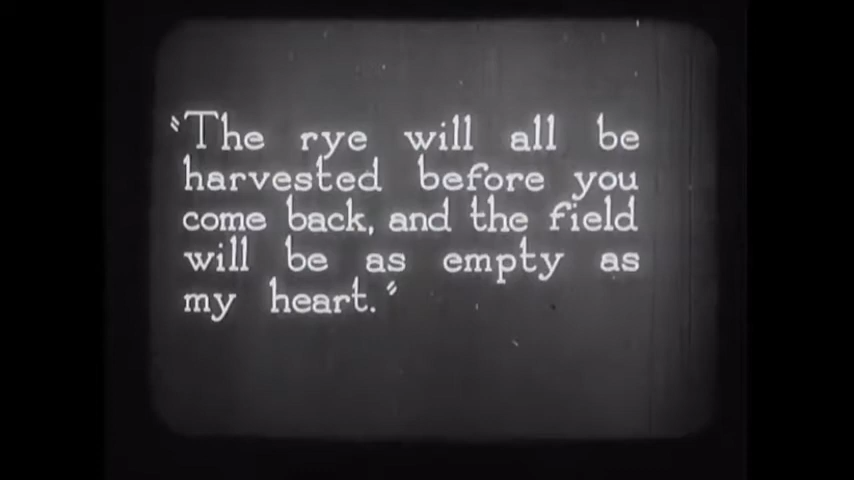 "The rye will all be
harvested before you
come back, and the field
will be as empty as
my heart."